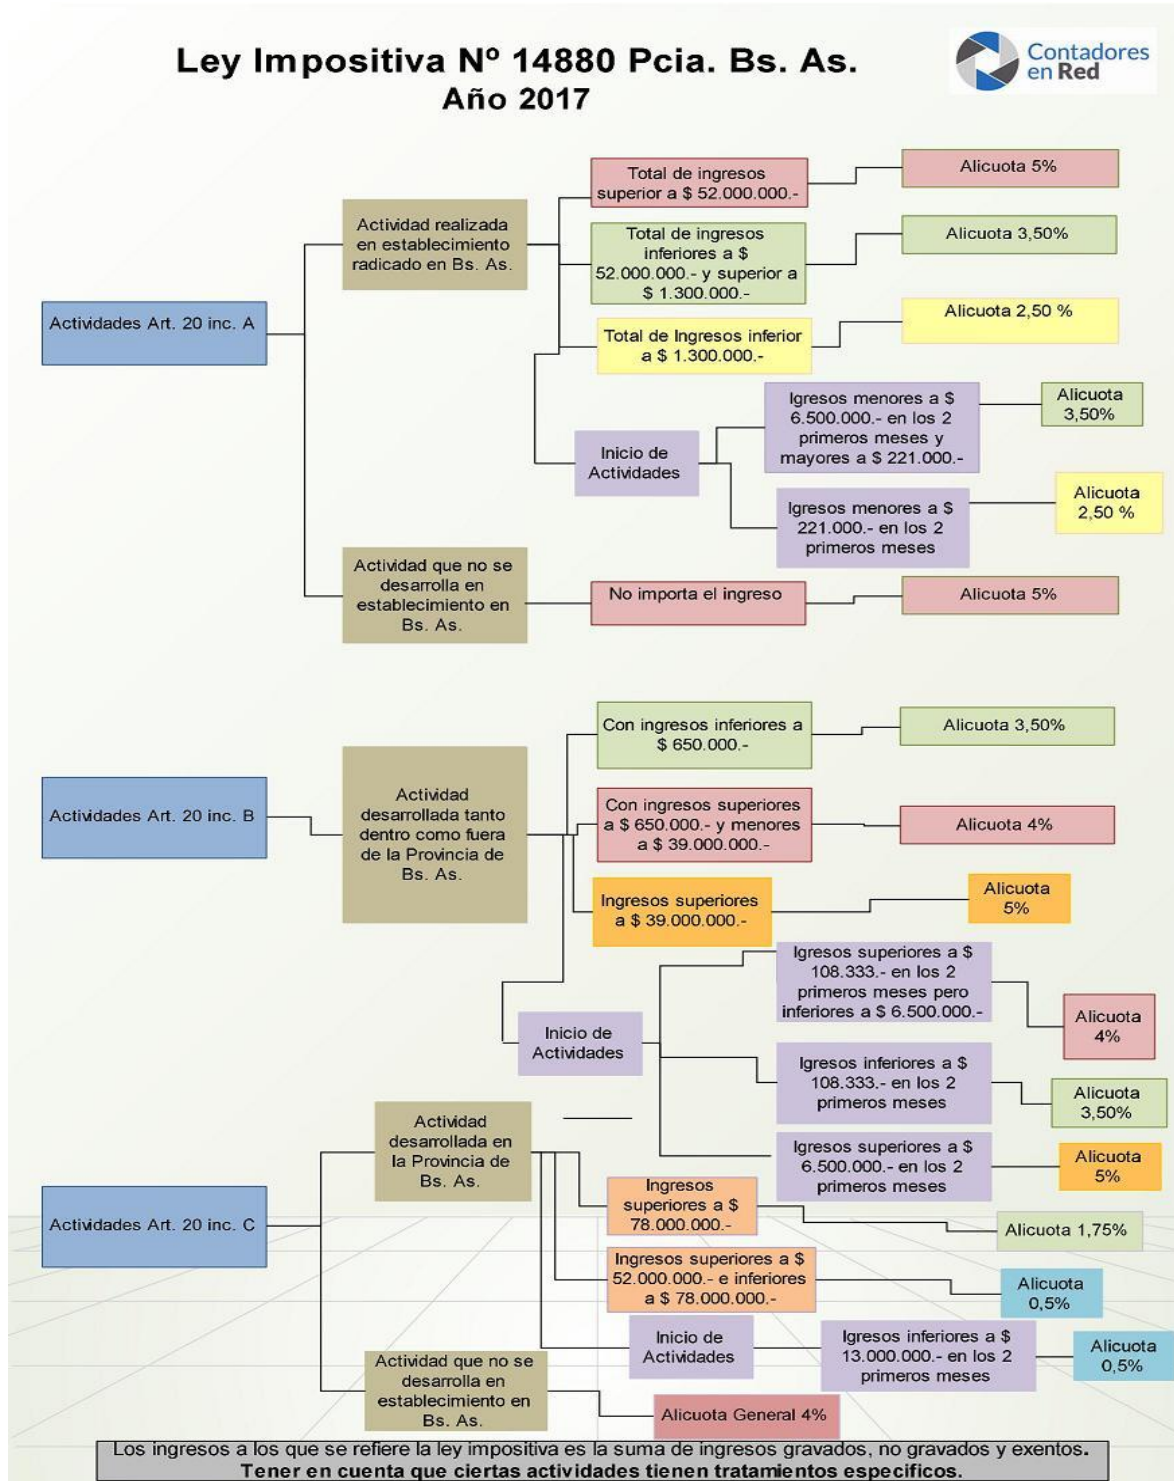 Ley Impositiva Nº 14880 Pcia. Bs. As.
Año 2017
Contadores
en Red
Actividades Art. 20 inc. A
Actividad realizada
en establecimiento
radicado en Bs. As.
Total de ingresos
superior a $ 52.000.000.-
Alicuota 5%
Total de ingresos
inferiores a $
52.000.000.- y superior a
$ 1.300.000.-
Alicuota 3,50%
Total de Ingresos inferior
a $ 1.300.000.-
Alicuota 2,50 %
Inicio de
Actividades
Igresos menores a $
6.500.000.- en los 2
primeros meses y
mayores a $ 221.000.-
Alicuota
3,50%
Igresos menores a $
221.000.- en los 2
primeros meses
Alicuota
2,50 %
Actividad que no se
desarrolla en
establecimiento en
Bs. As.
No importa el ingreso
Alicuota 5%
Actividades Art. 20 inc. B
Actividad
desarrollada tanto
dentro como fuera
de la Provincia de
Bs. As.
Con ingresos inferiores a
$ 650.000.-
Alicuota 3,50%
Con ingresos superiores
a $ 650.000.- y menores
a $ 39.000.000.-
Alicuota 4%
Ingresos superiores
a $ 39.000.000.-
Alicuota
5%
Inicio de
Actividades
Igresos superiores a $
108.333.- en los 2
primeros meses pero
inferiores a $ 6.500.000.-
Alicuota
4%
Igresos inferiores a $
108.333.- en los 2
primeros meses
Alicuota
3,50%
Igresos superiores a $
6.500.000.- en los 2
primeros meses
Alicuota
5%
Actividades Art. 20 inc. C
Actividad
desarrollada en
la Provincia de
Bs. As.
Ingresos
superiores a $
78.000.000.-
Alicuota 1,75%
Ingresos superiores a $
52.000.000.- e inferiores
a $ 78.000.000.-
Alicuota
0,5%
Inicio de
Actividades
Igresos inferiores a $
13.000.000.- en los 2
primeros meses
Alicuota
0,5%
Actividad que no se
desarrolla en
establecimiento en
Bs. As.
Alicuota General 4%
Los ingresos a los que se refiere la ley impositiva es la suma de ingresos gravados, no gravados y exentos.
Tener en cuenta que ciertas actividades tienen tratamientos especificos.